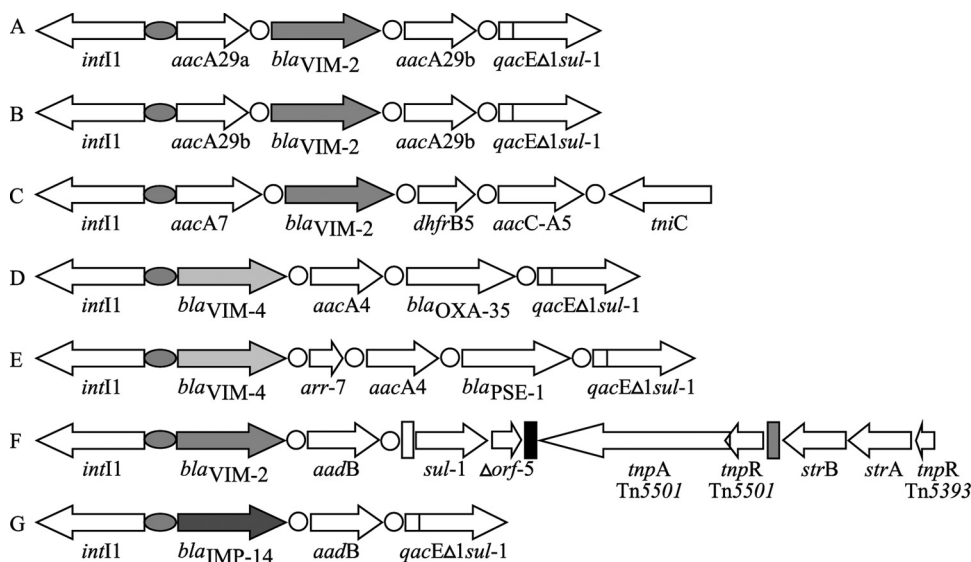 A
intI1 aacA29a blaVIM-2 aacA29b qacEΔ1sul-1
B
intI1 aacA29b blaVIM-2 aacA29b qacEΔ1sul-1
C
intI1 aacA7 blaVIM-2 dhfrB5 aacC-A5 tniC
D
intI1 blaVIM-4 aacA4 blaOXA-35 qacEΔ1sul-1
E
intI1 blaVIM-4 arr-7 aacA4 blaPSE-1 qacEΔ1sul-1
F
intI1 blaVIM-2 aadB sul-1 Δorf-5 tnpA tnpR strB strA tnpR
Tn5501 Tn5501 Tn5393
G
intI1 blaIMP-14 aadB qacEΔ1sul-1